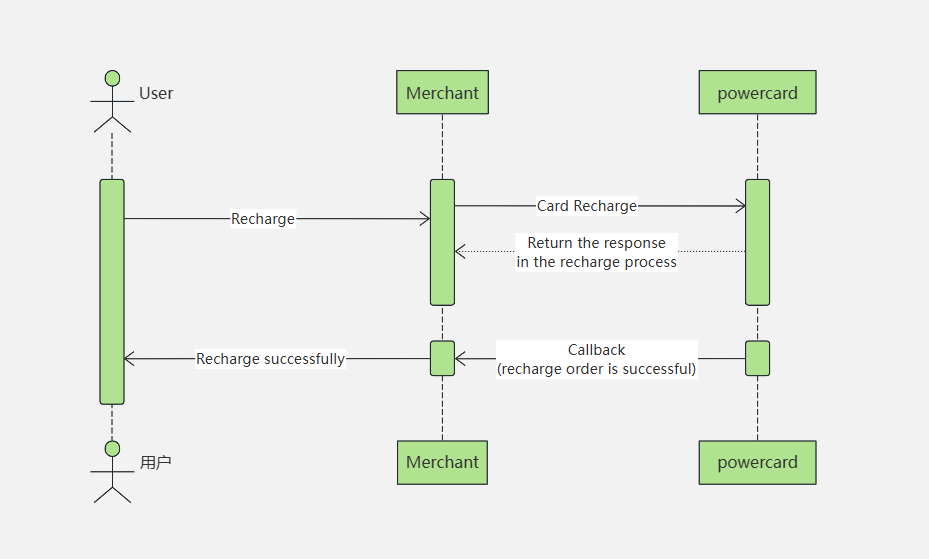 User
Merchant
powercard
Card Recharge
Recharge
Return the response
in the recharge process
Callback
(recharge order is successful)
Recharge successfully
用户
Merchant
powercard